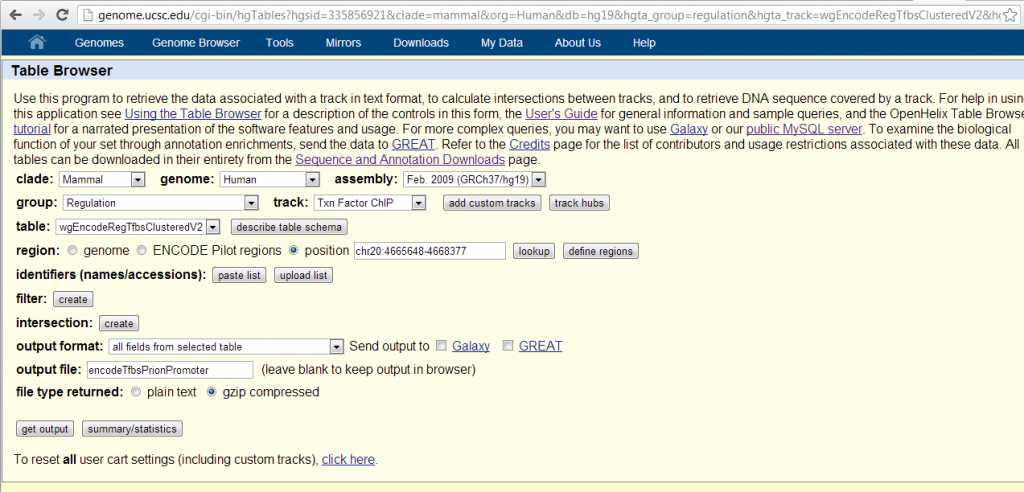 genome.ucsc.edu/cgi-bin/hgTables?hgsid=335856921&clade=mammal&org=Human&db=hg19&hgta_group=regulation&hgta_track=wgEncodeRegTfbsClusteredV2&h
Genomes Genome Browser Tools Mirrors Downloads My Data About Us Help
Table Browser
Use this program to retrieve the data associated with a track in text format, to calculate intersections between tracks, and to retrieve DNA sequence covered by a track. For help in using
this application see Using the Table Browser for a description of the controls in this form, the User's Guide for general information and sample queries, and the OpenHelix Table Browse
tutorial for a narrated presentation of the software features and usage. For more complex queries, you may want to use Galaxy or our public MySQL server. To examine the biological
function of your set through annotation enrichments, send the data to GREAT. Refer to the Credits page for the list of contributors and usage restrictions associated with these data. All
tables can be downloaded in their entirety from the Sequence and Annotation Downloads page.
clade: Mammal genome: Human assembly: Feb. 2009 (GRCh37/hg19)
group: Regulation track: Txn Factor ChIP add custom tracks track hubs
table: wgEncodeRegTfbsClusteredV2 describe table schema
region: genome ENCODE Pilot regions position chr20:4665648-4668377 lookup define regions
identifiers (names/accessions): paste list upload list
filter: create
intersection: create
output format: all fields from selected table Send output to Galaxy GREAT
output file: encodeTfbsPrionPromoter (leave blank to keep output in browser)
file type returned: plain text gzip compressed
get output summary/statistics
To reset all user cart settings (including custom tracks), click here.